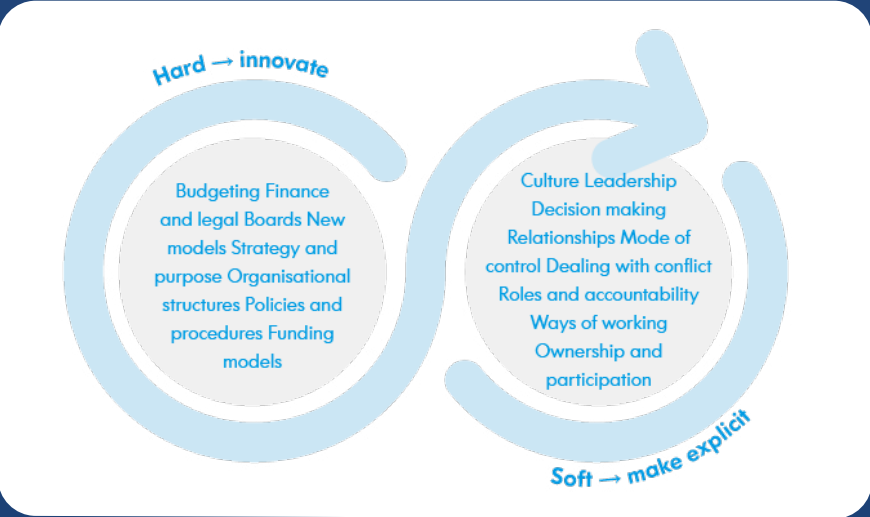 Hard → innovate
Budgeting Finance
and legal Boards New
models Strategy and
purpose Organisational
structures Policies and
procedures Funding
models
Culture Leadership
Decision making
Relationships Mode of
control Dealing with conflict
Roles and accountability
Ways of working
Ownership and
participation
Soft → make explicit